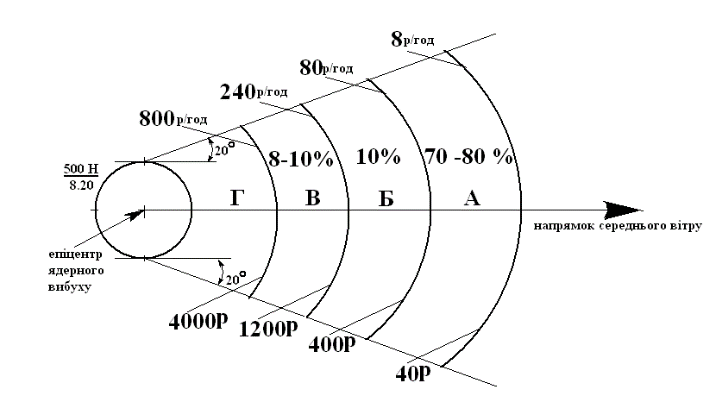 8р/год
80р/год
240р/год
800р/год
20°
500 Н
8.20
8-10%
10%
70 -80 %
Г
В
Б
А
напрямок середнього вітру
епіцентр
ядерного
вибуху
20°
4000Р
1200Р
400Р
40Р